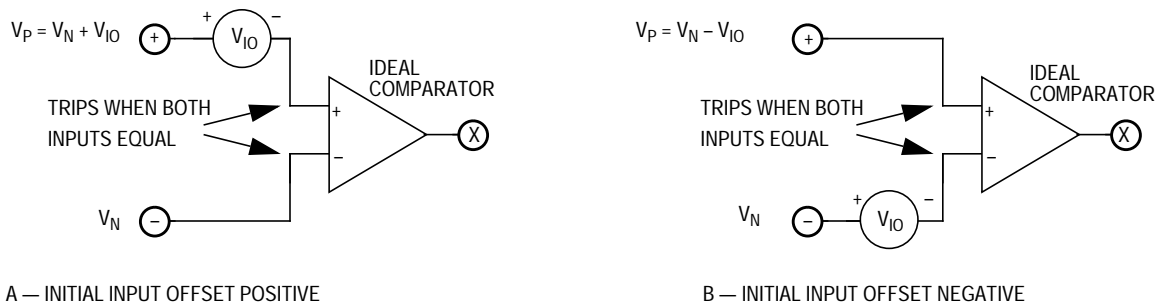 V_P = V_N + V_IO
+
+
V_IO
−
IDEAL
COMPARATOR
TRIPS WHEN BOTH
INPUTS EQUAL
+
−
X
V_N
−
A — INITIAL INPUT OFFSET POSITIVE
V_P = V_N – V_IO
+
IDEAL
COMPARATOR
TRIPS WHEN BOTH
INPUTS EQUAL
+
−
X
V_N
−
+
V_IO
−
B — INITIAL INPUT OFFSET NEGATIVE